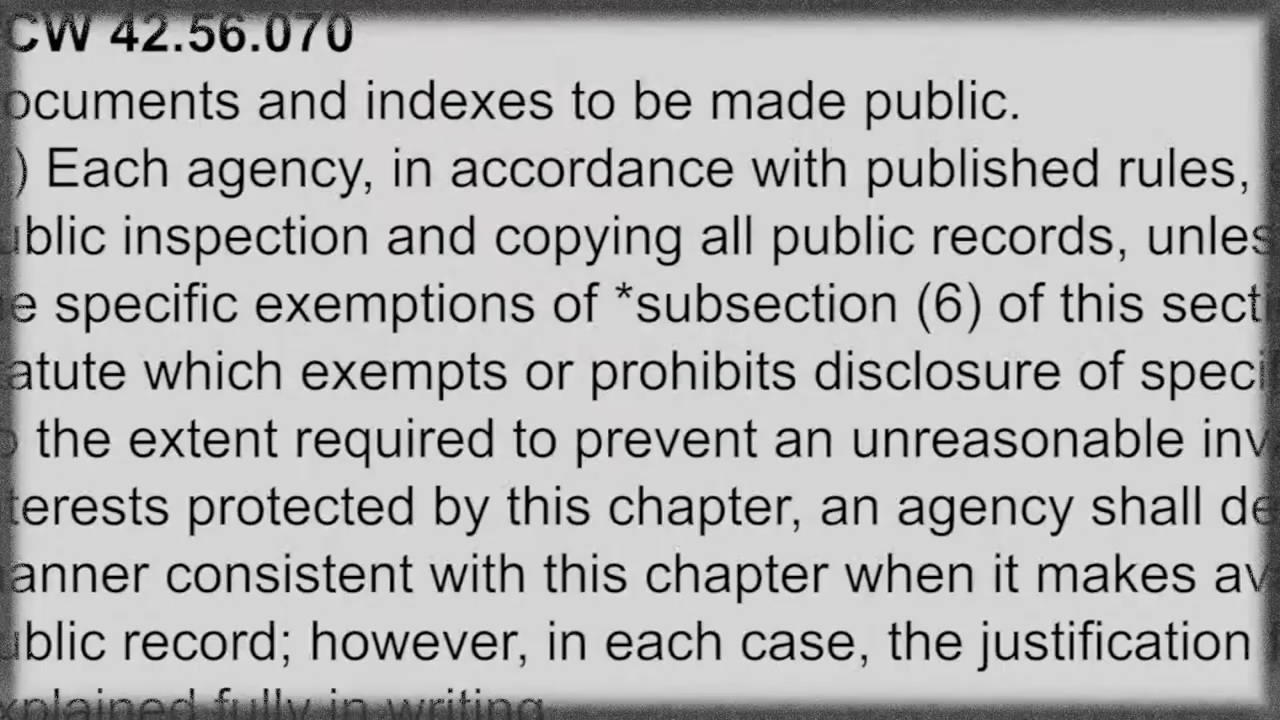 CW 42.56.070
ocuments and indexes to be made public.
) Each agency, in accordance with published rules,
ublic inspection and copying all public records, unles
e specific exemptions of *subsection (6) of this secti
atute which exempts or prohibits disclosure of speci
o the extent required to prevent an unreasonable inv
terests protected by this chapter, an agency shall de
anner consistent with this chapter when it makes av
ublic record; however, in each case, the justification
xplained fully in writing